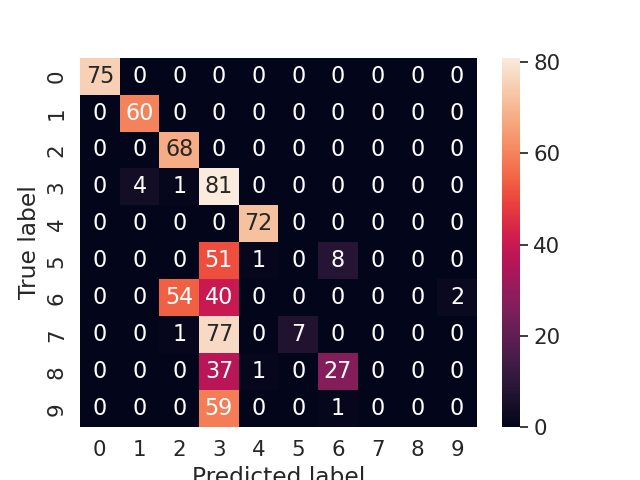 0 75 0 0 0 0 0 0 0 0 0
1 0 60 0 0 0 0 0 0 0 0
2 0 0 68 0 0 0 0 0 0 0
3 0 4 1 81 0 0 0 0 0 0
4 0 0 0 0 72 0 0 0 0 0
5 0 0 0 51 1 0 8 0 0 0
6 0 0 54 40 0 0 0 0 0 2
7 0 0 1 77 0 7 0 0 0 0
8 0 0 0 37 1 0 27 0 0 0
9 0 0 0 59 0 0 1 0 0 0
0 1 2 3 4 5 6 7 8 9
Predicted label
True label
80
60
40
20
0